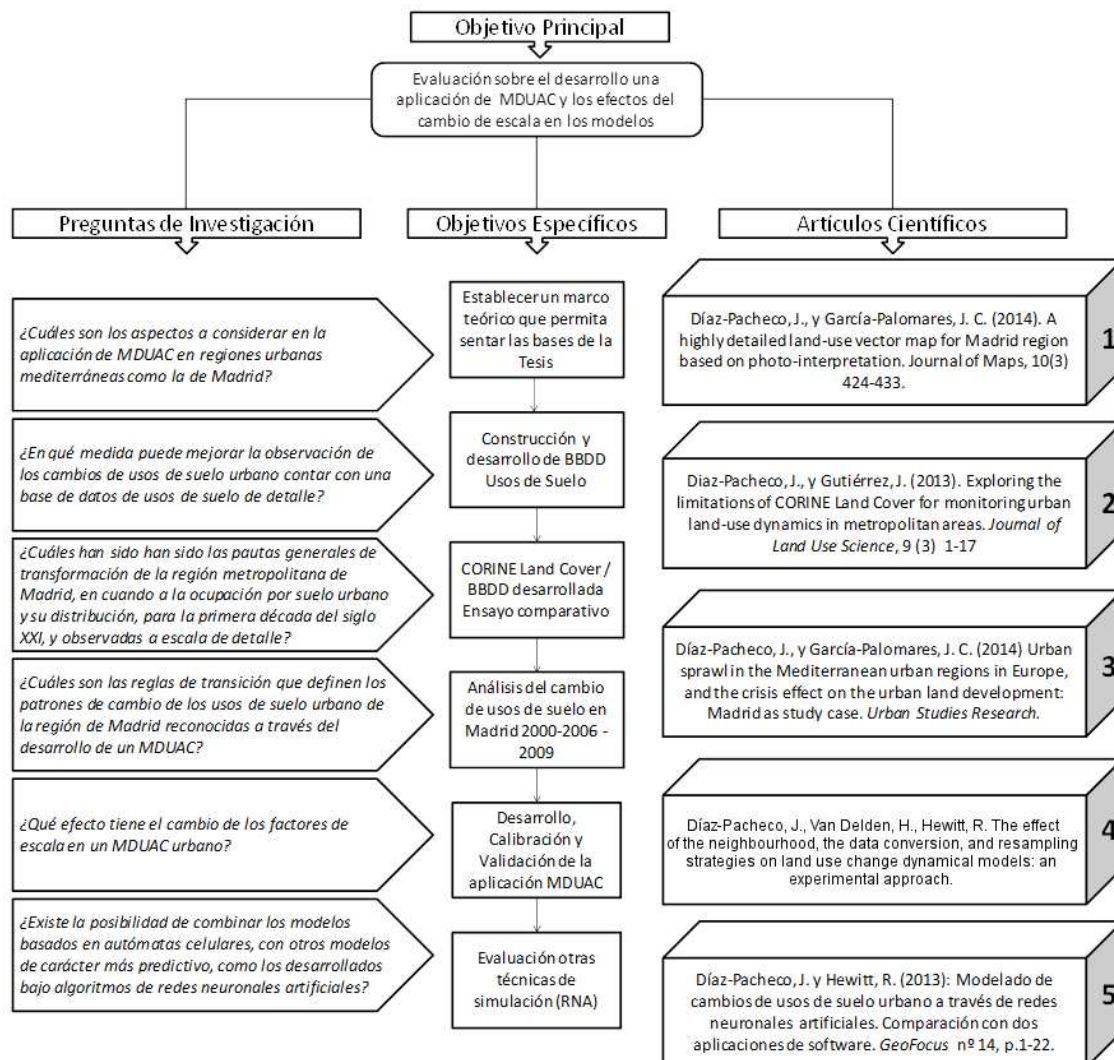 Objetivo Principal
Evaluación sobre el desarrollo una
aplicación de MDUAC y los efectos del
cambio de escala en los modelos
Preguntas de Investigación
Objetivos Específicos
Artículos Científicos
¿Cuáles son los aspectos a considerar en la
aplicación de MDUAC en regiones urbanas
mediterráneas como la de Madrid?
Establecer un marco
teórico que permita
sentar las bases de la
Tesis
Díaz-Pacheco, J., y García-Palomares, J. C. (2014). A
highly detailed land-use vector map for Madrid region
based on photo-interpretation. Journal of Maps, 10(3)
424-433.
1
¿En qué medida puede mejorar la observación de
los cambios de usos de suelo urbano contar con una
base de datos de usos de suelo de detalle?
Construcción y
desarrollo de BBDD
Usos de Suelo
Diaz-Pacheco, J., y Gutiérrez, J. (2013). Exploring the
limitations of CORINE Land Cover for monitoring urban
land-use dynamics in metropolitan areas. Journal of
Land Use Science, 9 (3) 1-17
2
¿Cuáles han sido han sido las pautas generales de
transformación de la región metropolitana de
Madrid, en cuando a la ocupación por suelo urbano
y su distribución, para la primera década del siglo
XXI, y observadas a escala de detalle?
CORINE Land Cover /
BBDD desarrollada
Ensayo comparativo
Díaz-Pacheco, J., y García-Palomares, J. C. (2014) Urban
sprawl in the Mediterranean urban regions in Europe,
and the crisis effect on the urban land development:
Madrid as study case. Urban Studies Research.
3
¿Cuáles son las reglas de transición que definen los
patrones de cambio de los usos de suelo urbano de
la región de Madrid reconocidas a través del
desarrollo de un MDUAC?
Análisis del cambio
de usos de suelo en
Madrid 2000-2006 -
2009
Díaz-Pacheco, J., Van Delden, H., Hewitt, R. The effect
of the neighbourhood, the data conversion, and resampling
strategies on land use change dynamical models: an
experimental approach.
4
¿Qué efecto tiene el cambio de los factores de
escala en un MDUAC urbano?
Desarrollo,
Calibración y
Validación de la
aplicación MDUAC
¿Existe la posibilidad de combinar los modelos
basados en autómatas celulares, con otros modelos
de carácter más predictivo, como los desarrollados
bajo algoritmos de redes neuronales artificiales?
Evaluación otras
técnicas de
simulación (RNA)
Díaz-Pacheco, J. y Hewitt, R. (2013): Modelado de
cambios de usos de suelo urbano a través de redes
neuronales artificiales. Comparación con dos
aplicaciones de software. GeoFocus nº 14, p.1-22.
5